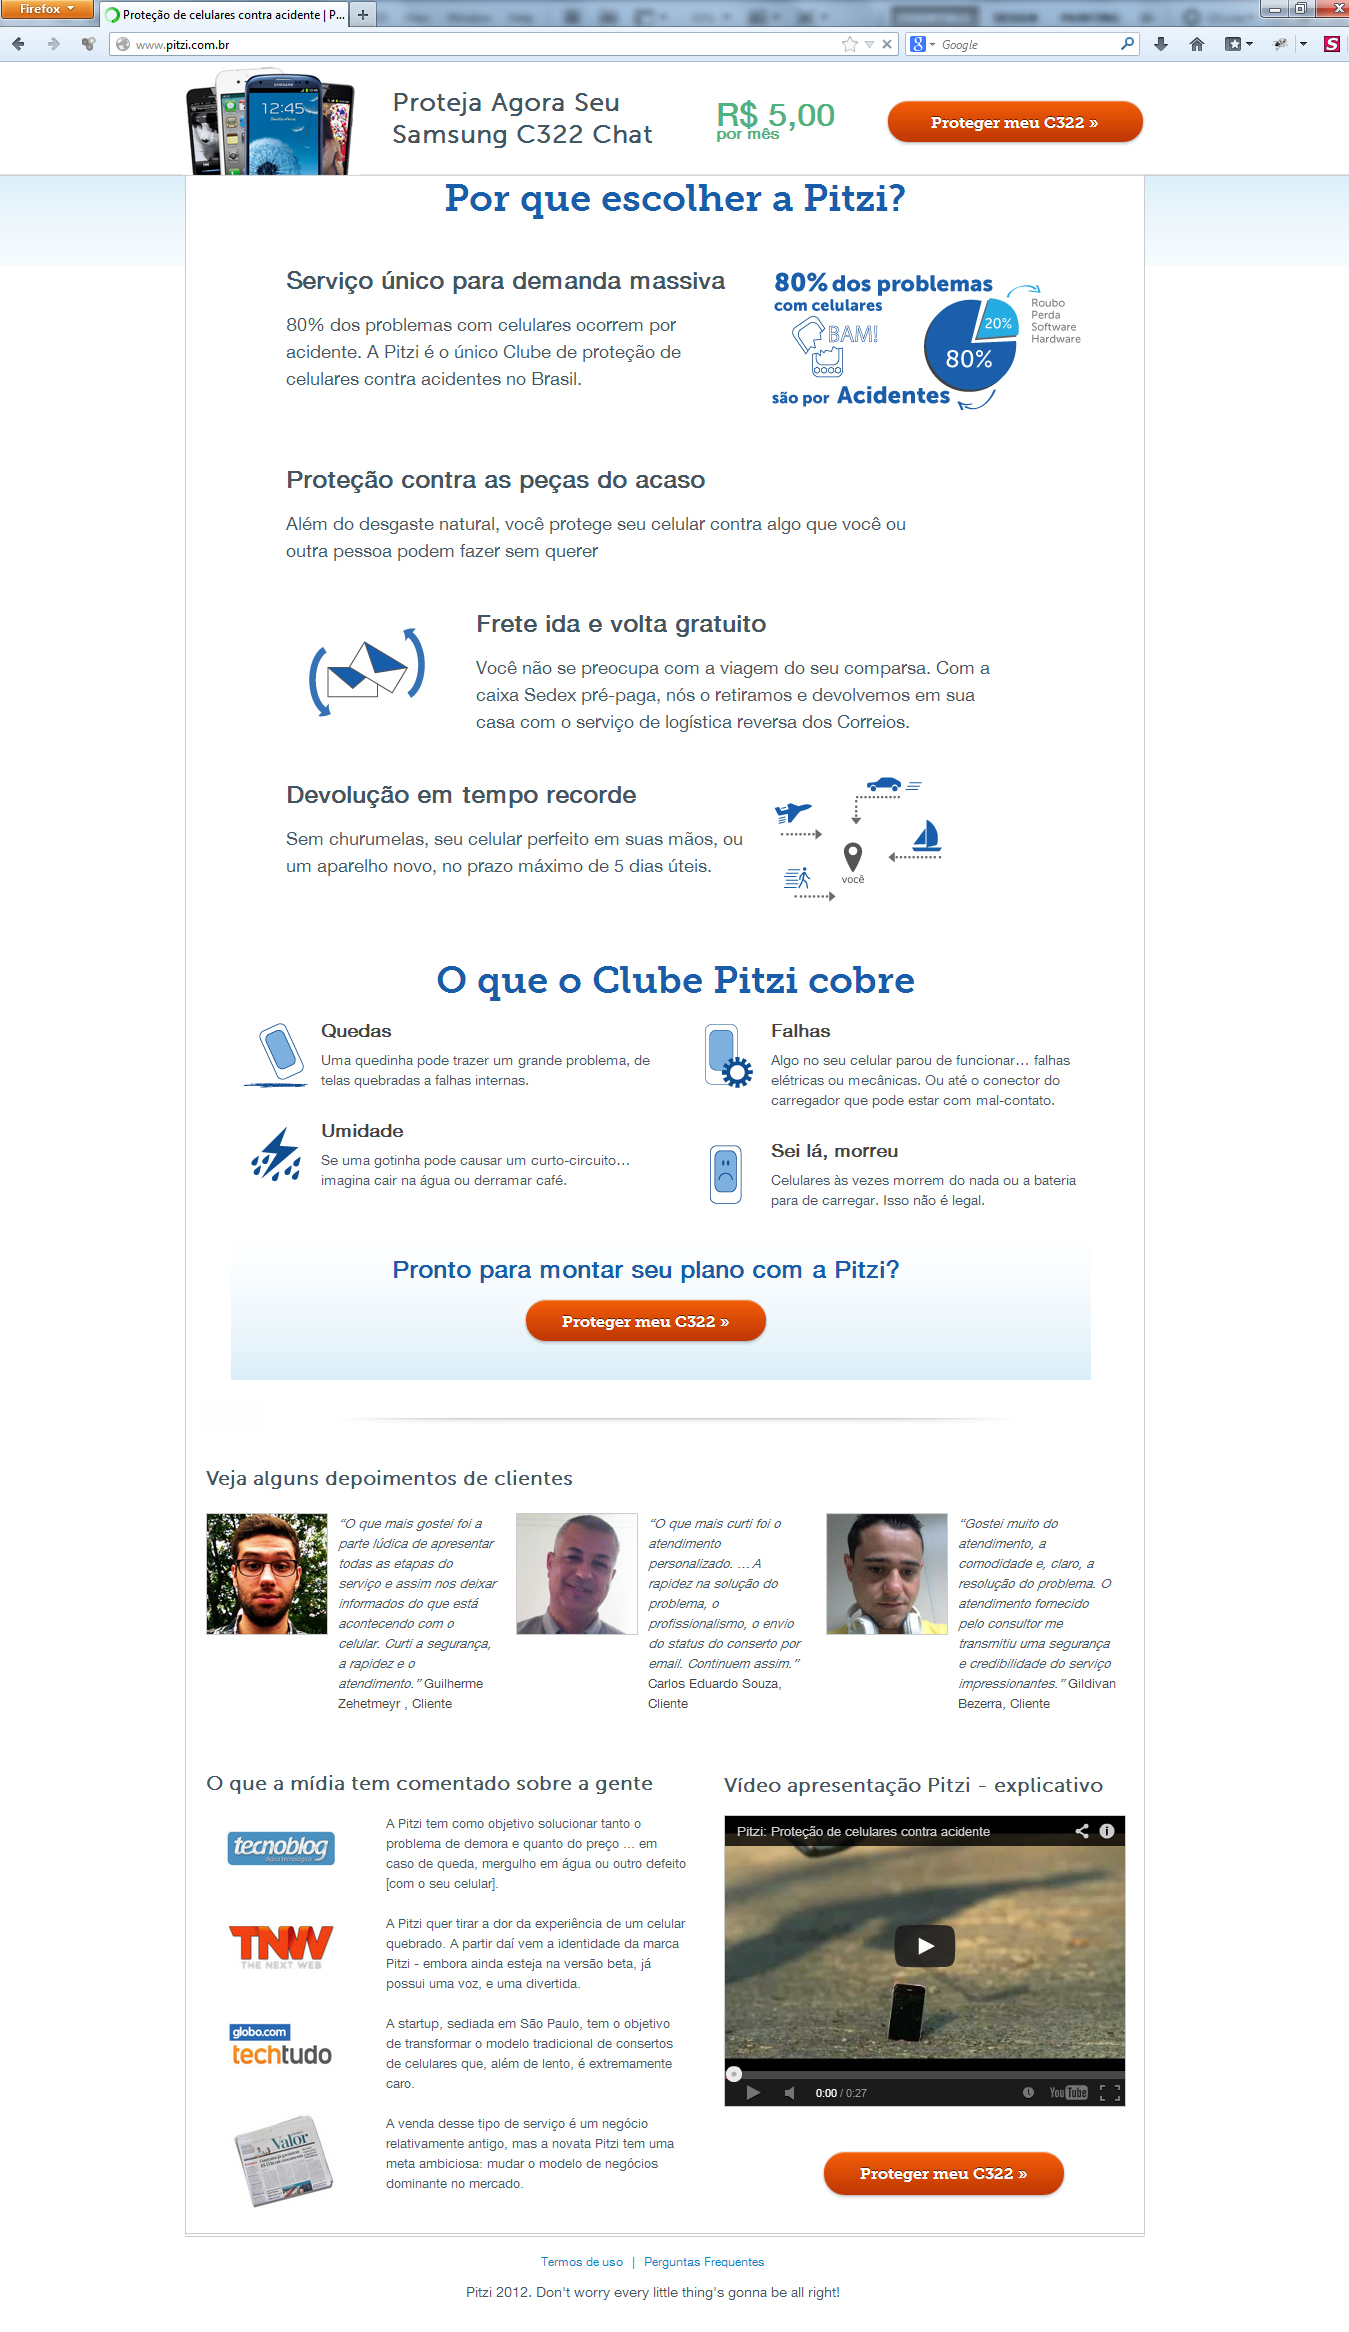 Firefox
Proteção de celulares contra acidente | P...
www.pitzi.com.br
Google
12:45
Proteja Agora Seu
Samsung C322 Chat
R$ 5,00
por mês
Proteger meu C322 »
Por que escolher a Pitzi?
Serviço único para demanda massiva
80% dos problemas com celulares ocorrem por
acidente. A Pitzi é o único Clube de proteção de
celulares contra acidentes no Brasil.
80% dos problemas
com celulares
BAM!
são por Acidentes
20%
80%
Roubo
Perda
Software
Hardware
Proteção contra as peças do acaso
Além do desgaste natural, você protege seu celular contra algo que você ou
outra pessoa podem fazer sem querer
Frete ida e volta gratuito
Você não se preocupa com a viagem do seu comparsa. Com a
caixa Sedex pré-paga, nós o retiramos e devolvemos em sua
casa com o serviço de logística reversa dos Correios.
Devolução em tempo recorde
Sem churumelas, seu celular perfeito em suas mãos, ou
um aparelho novo, no prazo máximo de 5 dias úteis.
você
O que o Clube Pitzi cobre
Quedas
Uma quedinha pode trazer um grande problema, de
telas quebradas a falhas internas.
Falhas
Algo no seu celular parou de funcionar... falhas
elétricas ou mecânicas. Ou até o conector do
carregador que pode estar com mal-contato.
Umidade
Se uma gotinha pode causar um curto-circuito...
imagina cair na água ou derramar café.
Sei lá, morreu
Celulares às vezes morrem do nada ou a bateria
para de carregar. Isso não é legal.
Pronto para montar seu plano com a Pitzi?
Proteger meu C322 »
Veja alguns depoimentos de clientes
“O que mais gostei foi a
parte lúdica de apresentar
todas as etapas do
serviço e assim nos deixar
informados do que está
acontecendo com o
celular. Curti a segurança,
a rapidez e o
atendimento.” Guilherme
Zehetmeyr , Cliente
“O que mais curti foi o
atendimento
personalizado. ... A
rapidez na solução do
problema, o
profissionalismo, o envio
do status do conserto por
email. Continuem assim.”
Carlos Eduardo Souza,
Cliente
“Gostei muito do
atendimento, a
comodidade e, claro, a
resolução do problema. O
atendimento fornecido
pelo consultor me
transmitiu uma segurança
e credibilidade do serviço
impressionantes.” Gildivan
Bezerra, Cliente
O que a mídia tem comentado sobre a gente
tecnoblog
A Pitzi tem como objetivo solucionar tanto o
problema de demora e quanto do preço ... em
caso de queda, mergulho em água ou outro defeito
[com o seu celular].
TNW
THE NEXT WEB
A Pitzi quer tirar a dor da experiência de um celular
quebrado. A partir daí vem a identidade da marca
Pitzi - embora ainda esteja na versão beta, já
possui uma voz, e uma divertida.
globo.com
techtudo
A startup, sediada em São Paulo, tem o objetivo
de transformar o modelo tradicional de consertos
de celulares que, além de lento, é extremamente
caro.
Valor
A venda desse tipo de serviço é um negócio
relativamente antigo, mas a novata Pitzi tem uma
meta ambiciosa: mudar o modelo de negócios
dominante no mercado.
Vídeo apresentação Pitzi - explicativo
Pitzi: Proteção de celulares contra acidente
0:00 / 0:27
YouTube
Proteger meu C322 »
Termos de uso | Perguntas Frequentes
Pitzi 2012. Don't worry every little thing's gonna be all right!